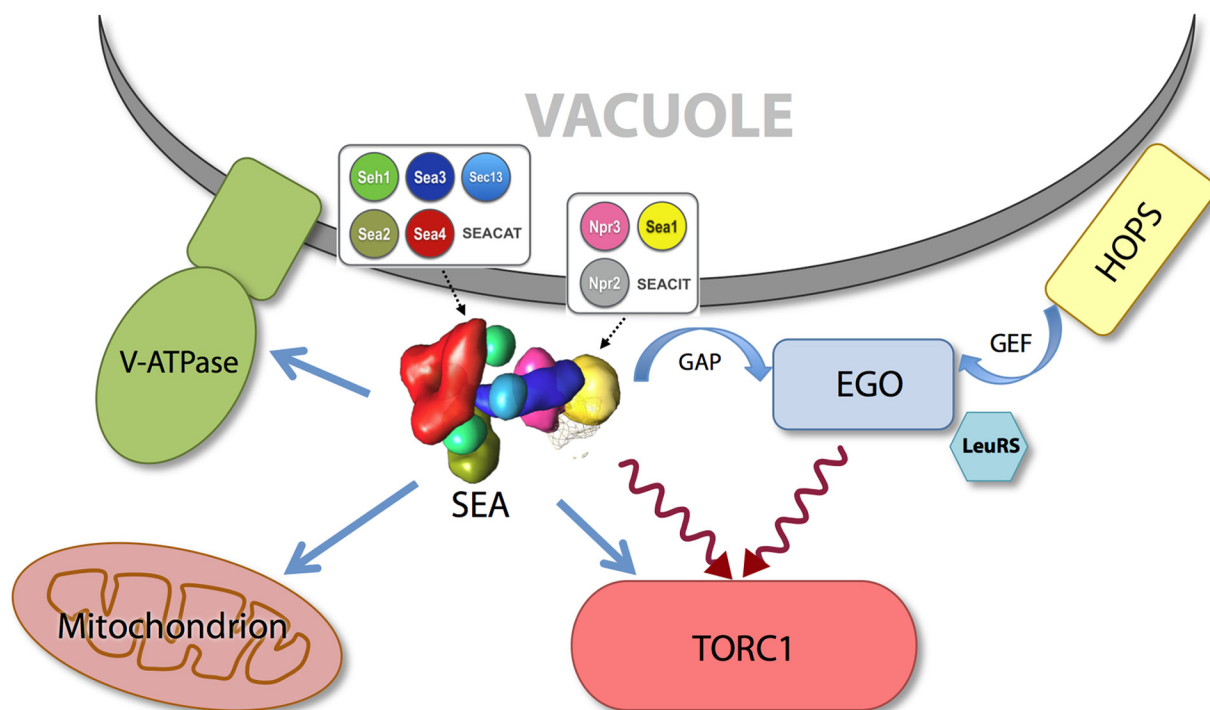 VACUOLE
Seh1 Sea3 Sec13
Sea2 Sea4 SEACAT
Npr3 Sea1
Npr2 SEACIT
HOPS
V-ATPase
GAP
GEF
EGO
LeuRS
SEA
Mitochondrion
TORC1